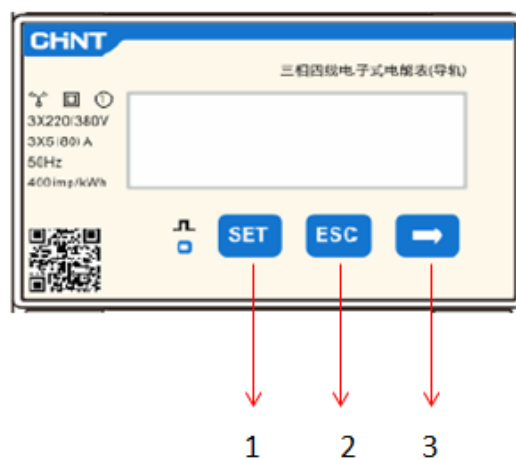 CHNT
三相四线电子式电能表(导轨)
3X220/380V
3X5(80)A
50Hz
400imp/kWh
SET
ESC
1
2
3